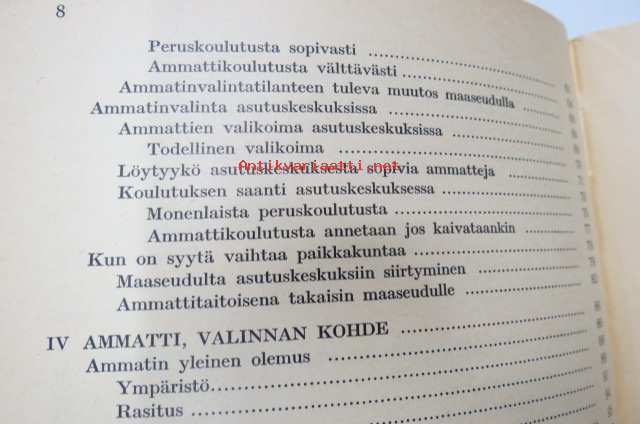 8
Peruskoulutusta sopivasti
Ammattikoulutusta välttävästi
Ammatinvalintatilanteen tuleva muutos maaseudulla
Ammatinvalinta asutuskeskuksissa
Ammattien valikoima asutuskeskuksissa
Todellinen valikoima
Antikvariaatti.net
Löytyykö asutuskeskuksesta sopivia ammatteja
Koulutuksen saanti asutuskeskuksessa
Monenlaista peruskoulutusta
Ammattikoulutusta annetaan jos kaivataankin 77
Kun on syytä vaihtaa paikkakuntaa
Maaseudulta asutuskeskuksiin siirtyminen
Ammattitaitoisena takaisin maaseudulle
IV AMMATTI, VALINNAN KOHDE
Ammatin yleinen olemus
Ympäristö
Rasitus